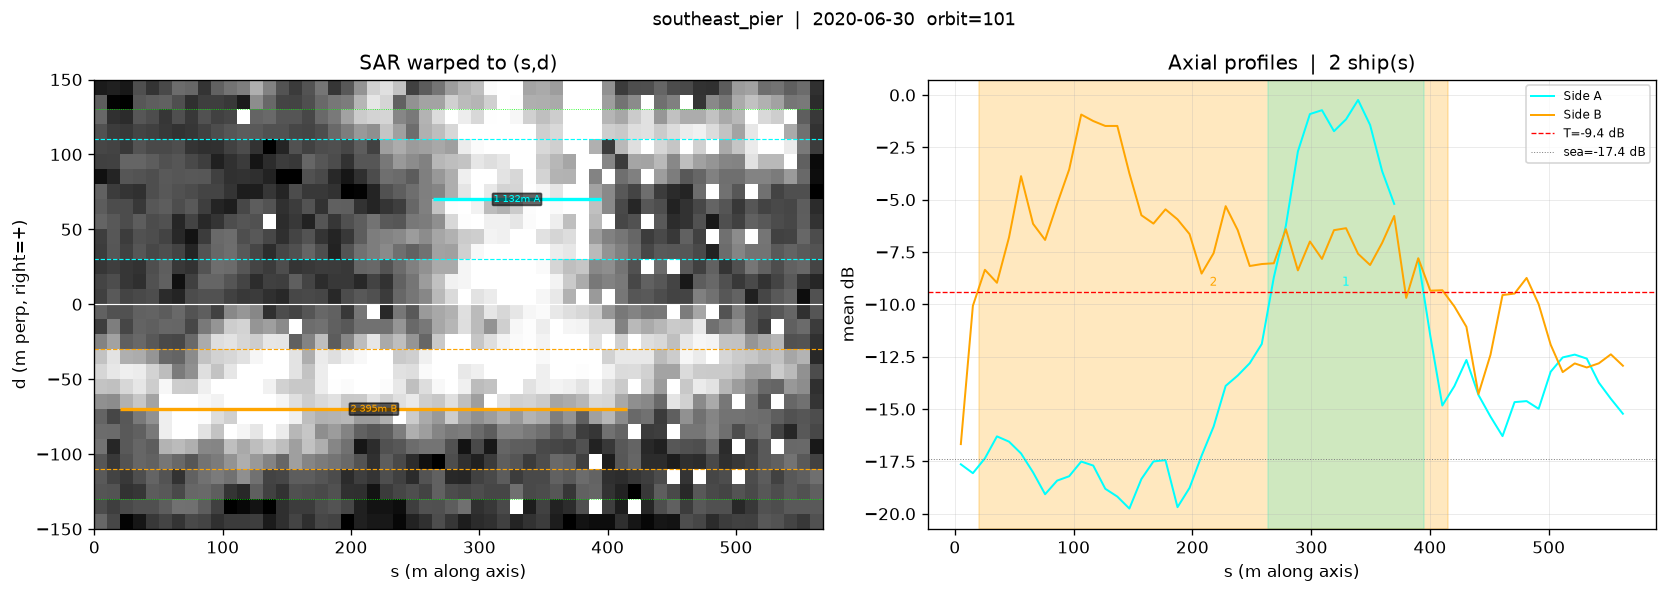 southeast_pier | 2020-06-30 orbit=101
SAR warped to (s,d)
150
100
50
0
−50
−100
−150
d (m perp, right=+)
1 132m A
2 395m B
0
100
200
300
400
500
s (m along axis)
Axial profiles | 2 ship(s)
0.0
−2.5
−5.0
−7.5
−10.0
−12.5
−15.0
−17.5
−20.0
mean dB
Side A
Side B
T=-9.4 dB
sea=-17.4 dB
2
1
0
100
200
300
400
500
s (m along axis)